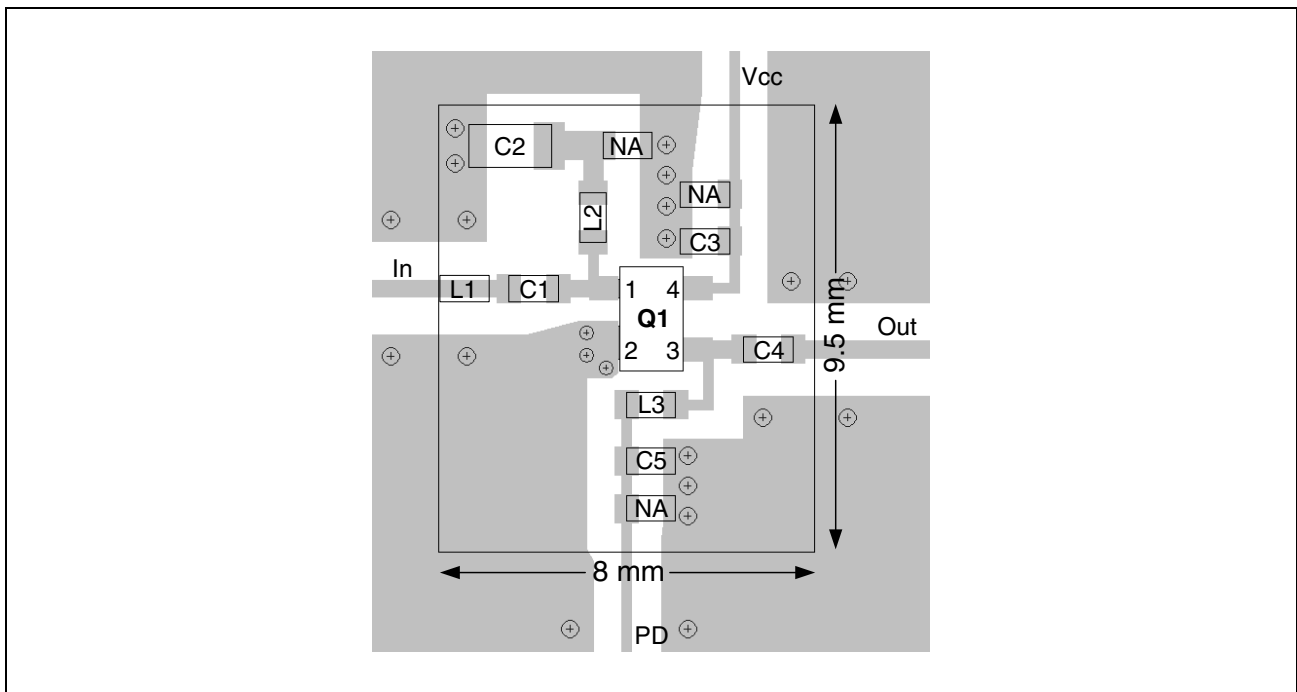 Vcc
C2 NA
NA
L2
C3
In
L1 C1 1 4
Q1
2 3 C4 Out
9.5 mm
L3
C5
NA
8 mm
PD